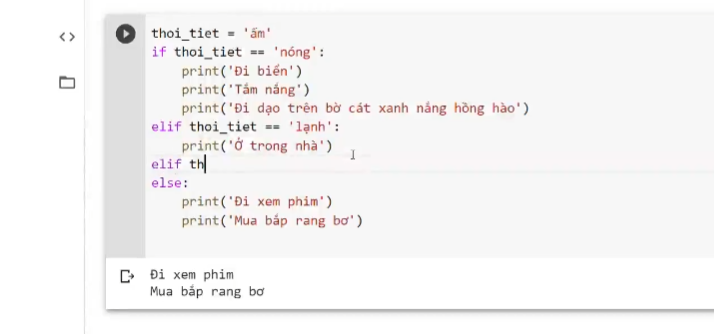 thoi_tiet = 'ấm'
if thoi_tiet == 'nóng':
    print('Đi biển')
    print('Tắm nắng')
    print('Đi dạo trên bờ cát xanh nắng hồng hào')
elif thoi_tiet == 'lạnh':
    print('Ở trong nhà')
elif th
else:
    print('Đi xem phim')
    print('Mua bắp rang bơ')
Đi xem phim
Mua bắp rang bơ